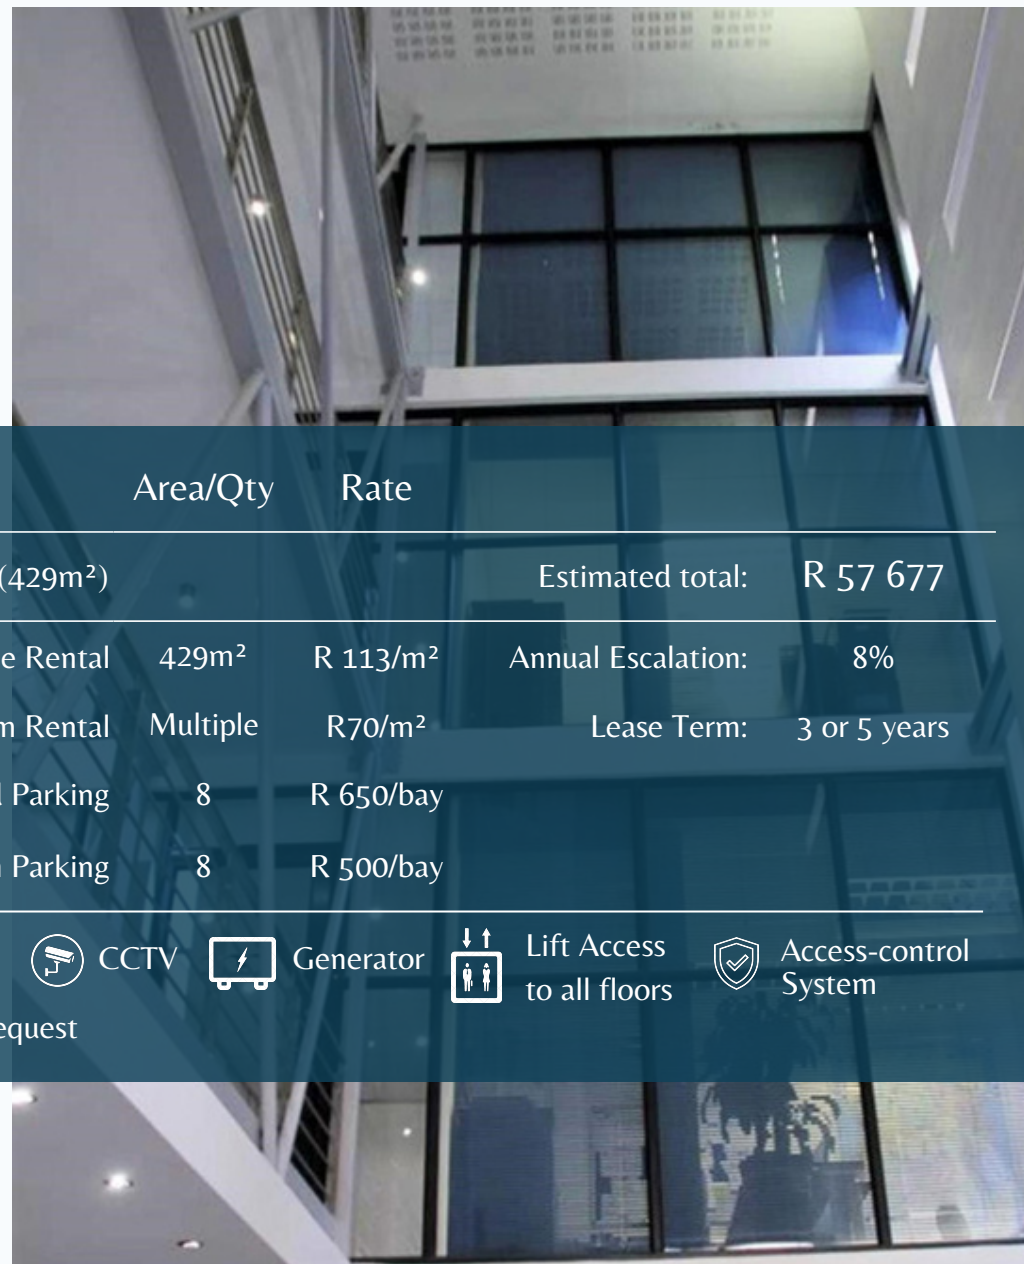 Area/Qty Rate
(429m²) Estimated total: R 57 677
e Rental 429m² R 113/m² Annual Escalation: 8%
m Rental Multiple R70/m² Lease Term: 3 or 5 years
Parking 8 R 650/bay
Parking 8 R 500/bay
CCTV Generator Lift Access to all floors Access-control System
equest